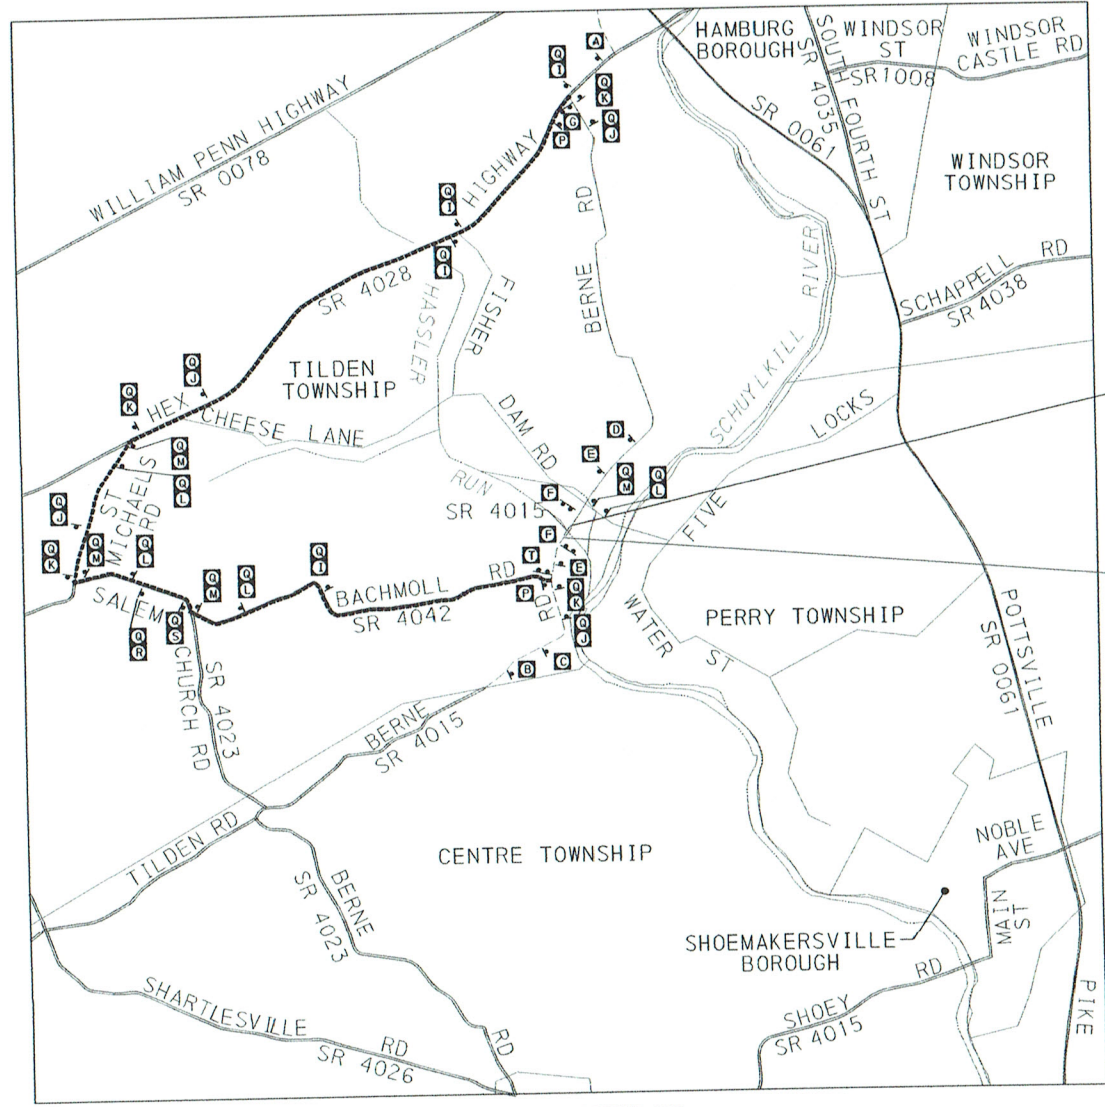 HAMBURG
BOROUGH
WINDSOR
ST
SR1008
WINDSOR
CASTLE RD
SOUTH FOURTH ST
SR 4035
SR 0061
WINDSOR
TOWNSHIP
WILLIAM PENN HIGHWAY
SR 0078
A
Q
I
Q
K
G
P
Q
J
HIGHWAY
BERNE RD
Q
I
Q
I
SR 4028
HASSLER
FISHER
RIVER
SCHUYLKILL
SCHAPPELL RD
SR 4038
TILDEN
TOWNSHIP
Q
J
Q
K
HEX
CHEESE LANE
DAM RD
LOCKS
FIVE
D
E
Q
M
Q
L
F
RUN
SR 4015
Q
M
Q
L
ST
MICHAELS
RD
Q
J
Q
K
Q
M
Q
L
F
T
E
P
Q
K
Q
J
RD
SALEM
Q
R
Q
S
Q
M
Q
L
Q
I
BACHMOLL RD
SR 4042
CHURCH RD
SR 4023
WATER ST
PERRY TOWNSHIP
B
C
BERNE
SR 4015
POTTSVILLE
SR 0061
TILDEN RD
CENTRE TOWNSHIP
NOBLE
AVE
BERNE
SR 4023
MAIN
ST
SHOEMAKERSVILLE
BOROUGH
SHOEY RD
SR 4015
PIKE
SHARTLESVILLE RD
SR 4026
RD